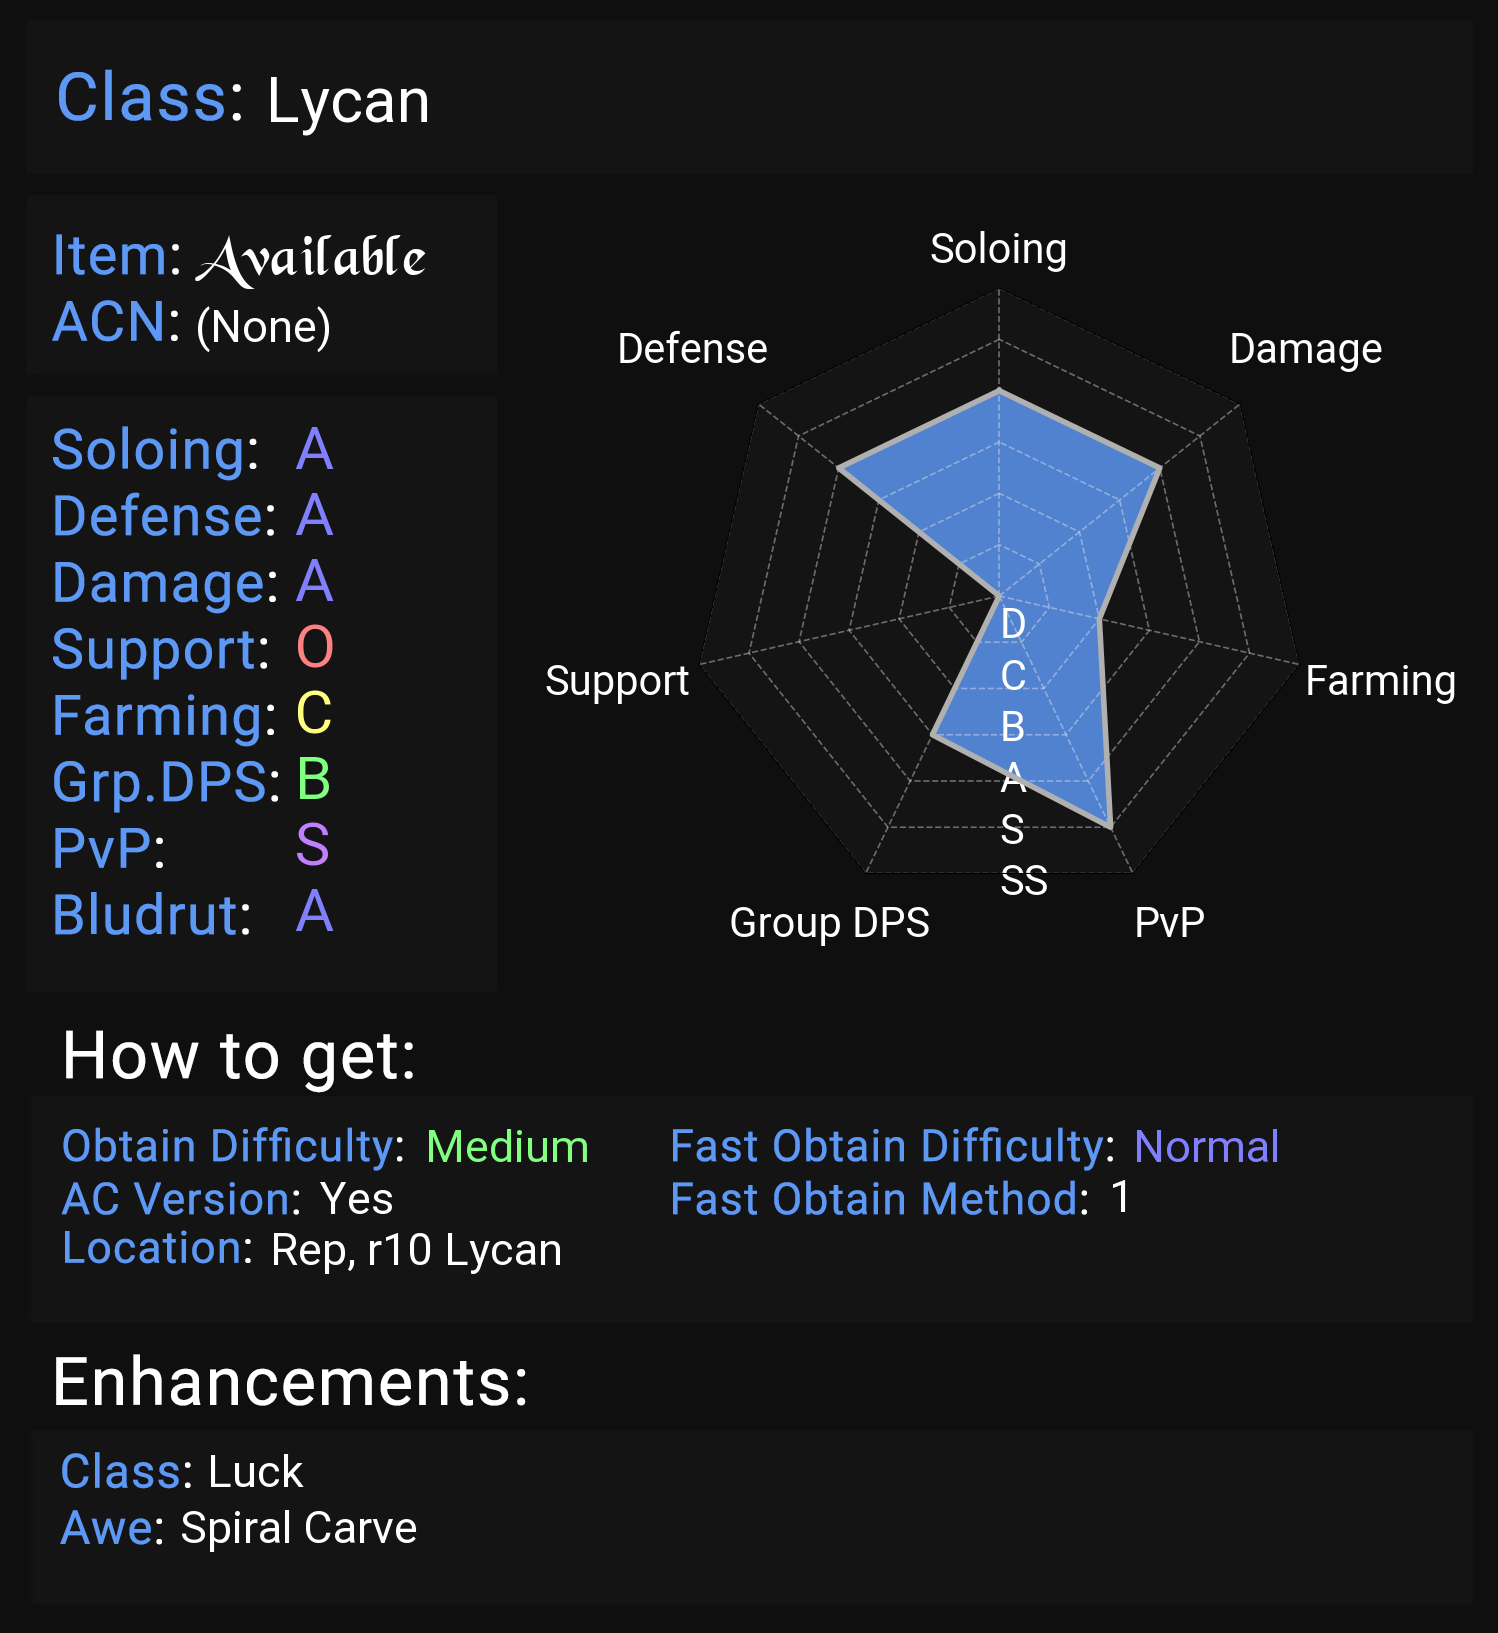 Class: Lycan
Item: Available
ACN: (None)
Soloing: A
Defense: A
Damage: A
Support: O
Farming: C
Grp.DPS: B
PvP: S
Bludrut: A
Soloing
Defense
Damage
Support
Farming
Group DPS
PvP
D
C
B
A
S
SS
How to get:
Obtain Difficulty: Medium
AC Version: Yes
Location: Rep, r10 Lycan
Fast Obtain Difficulty: Normal
Fast Obtain Method: 1
Enhancements:
Class: Luck
Awe: Spiral Carve